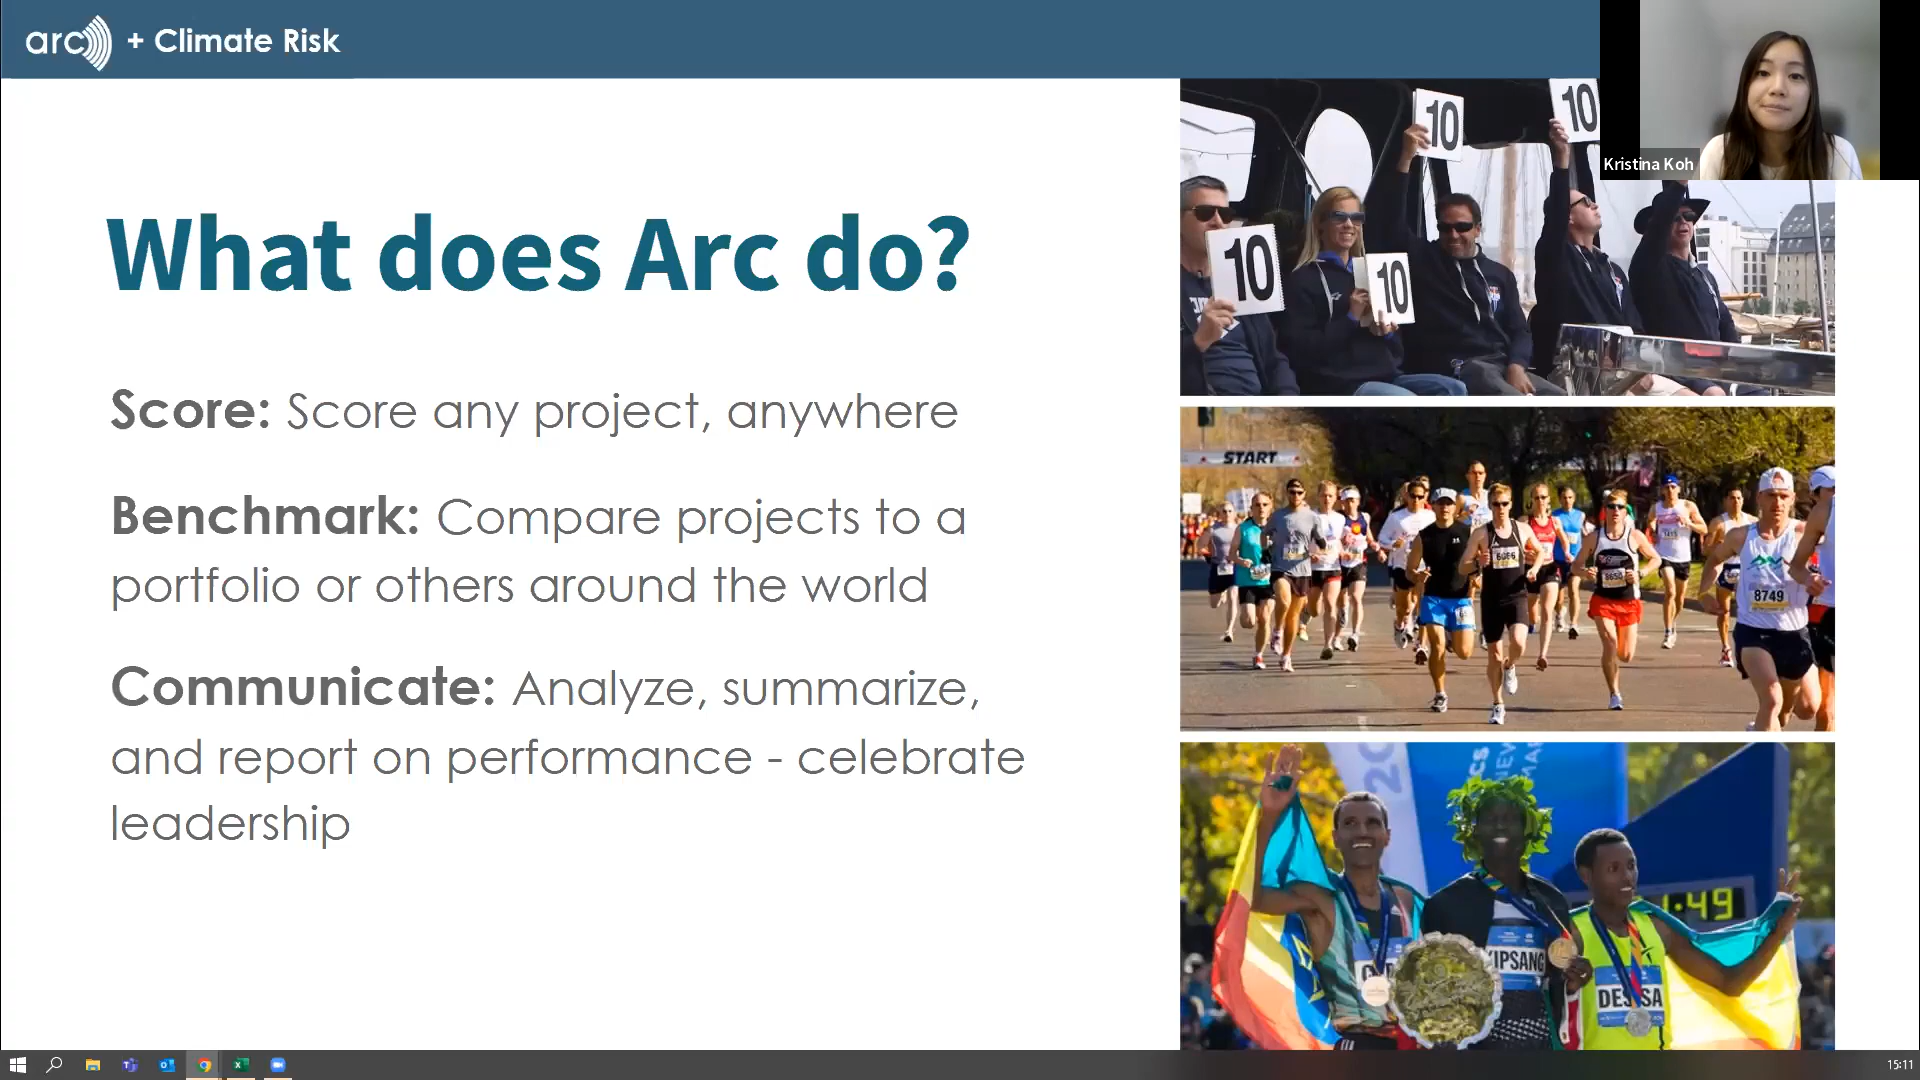 arc + Climate Risk
Kristina Koh
What does Arc do?
Score: Score any project, anywhere
Benchmark: Compare projects to a
portfolio or others around the world
Communicate: Analyze, summarize,
and report on performance - celebrate
leadership
10
10
10
10
START
8749
KIPSANG
1:49
15:11